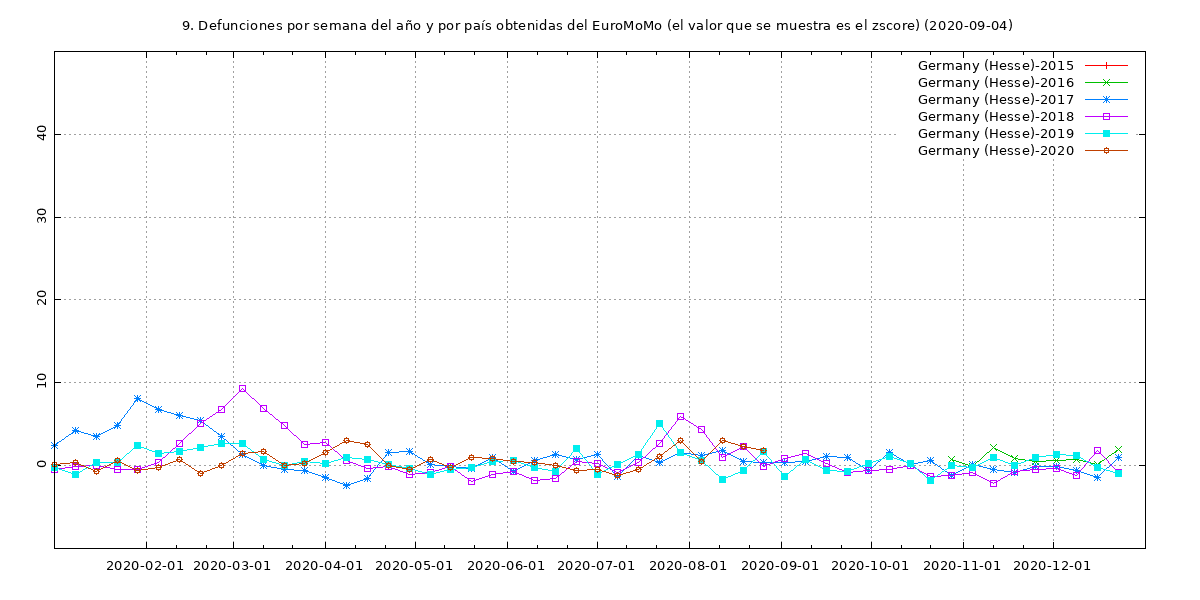 9. Defunciones por semana del año y por país obtenidas del EuroMoMo (el valor que se muestra es el zscore) (2020-09-04)
Germany (Hesse)-2015
Germany (Hesse)-2016
Germany (Hesse)-2017
Germany (Hesse)-2018
Germany (Hesse)-2019
Germany (Hesse)-2020
40
30
20
10
0
2020-02-01 2020-03-01 2020-04-01 2020-05-01 2020-06-01 2020-07-01 2020-08-01 2020-09-01 2020-10-01 2020-11-01 2020-12-01